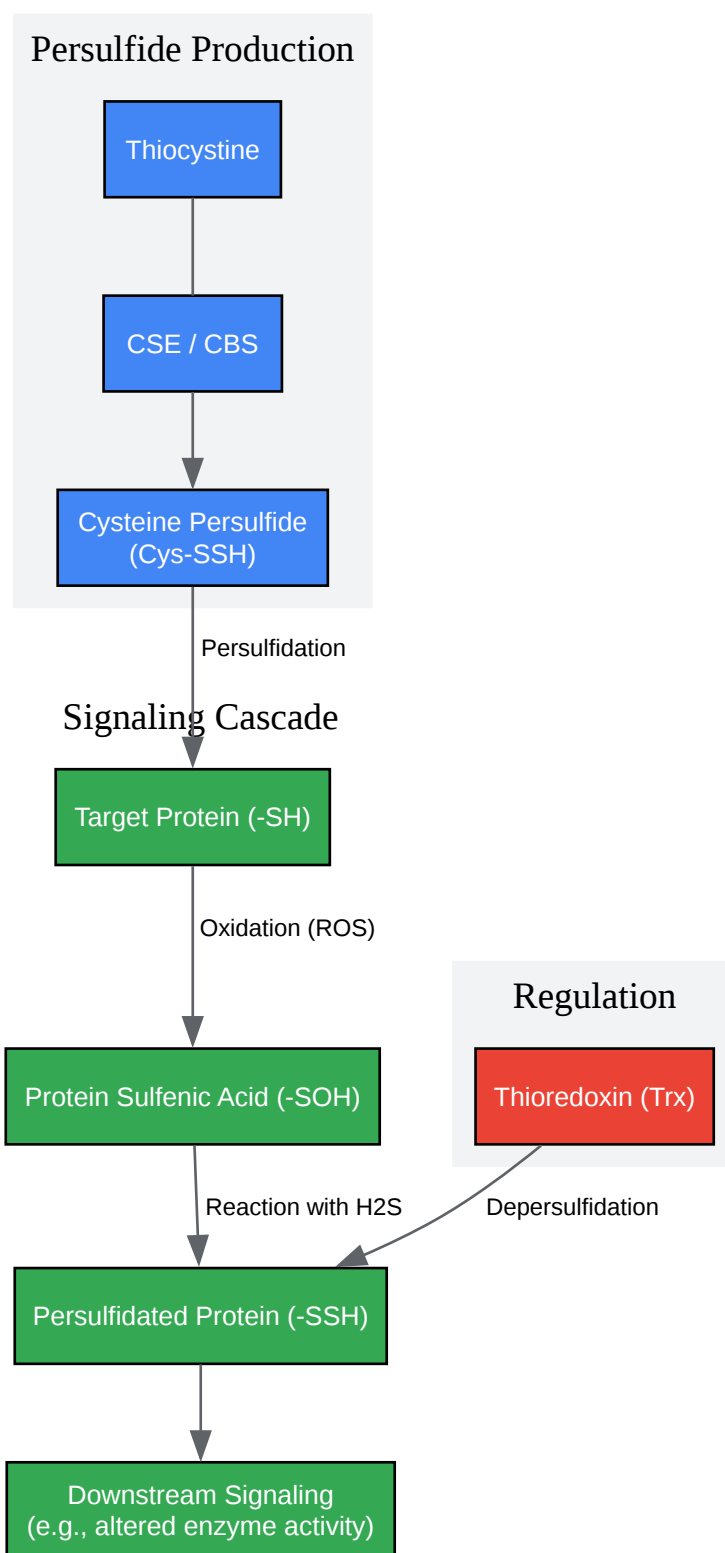 Persulfide Production
Thiocystine
CSE / CBS
Cysteine Persulfide
(Cys-SSH)
Persulfidation
Signaling Cascade
Target Protein (-SH)
Oxidation (ROS)
Regulation
Protein Sulfenic Acid (-SOH)
Thioredoxin (Trx)
Reaction with H2S
Depersulfidation
Persulfidated Protein (-SSH)
Downstream Signaling
(e.g., altered enzyme activity)